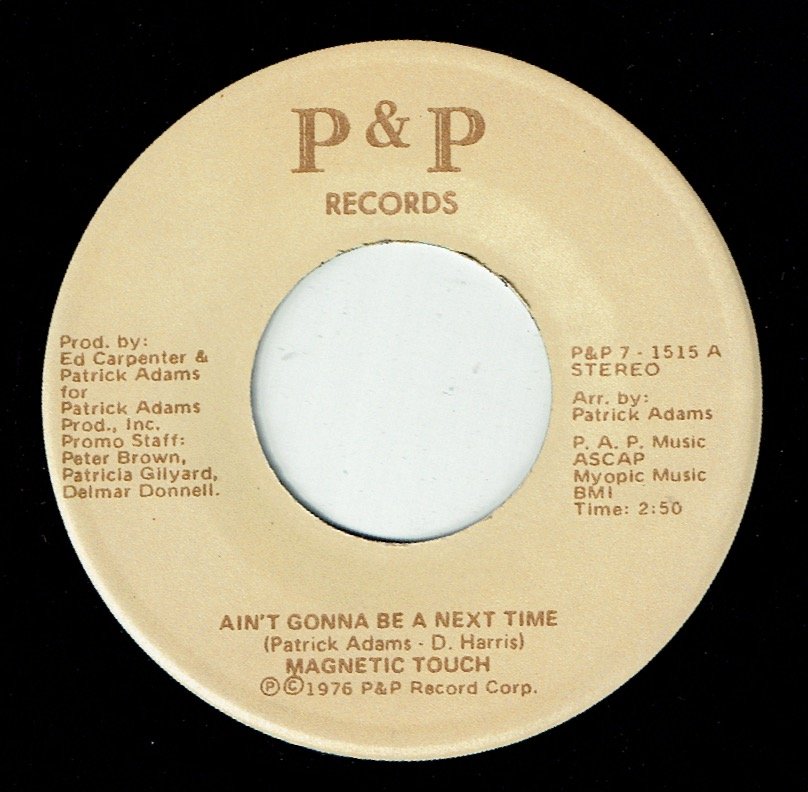 P & P
RECORDS
Prod. by:
Ed Carpenter &
Patrick Adams
for
Patrick Adams
Prod., Inc.
Promo Staff:
Peter Brown,
Patricia Gilyard,
Delmar Donnell.
P&P 7 - 1515 A
STEREO
Arr. by:
Patrick Adams
P. A. P. Music
ASCAP
Myopic Music
BMI
Time: 2:50
AIN'T GONNA BE A NEXT TIME
(Patrick Adams - D. Harris)
MAGNETIC TOUCH
℗©1976 P&P Record Corp.